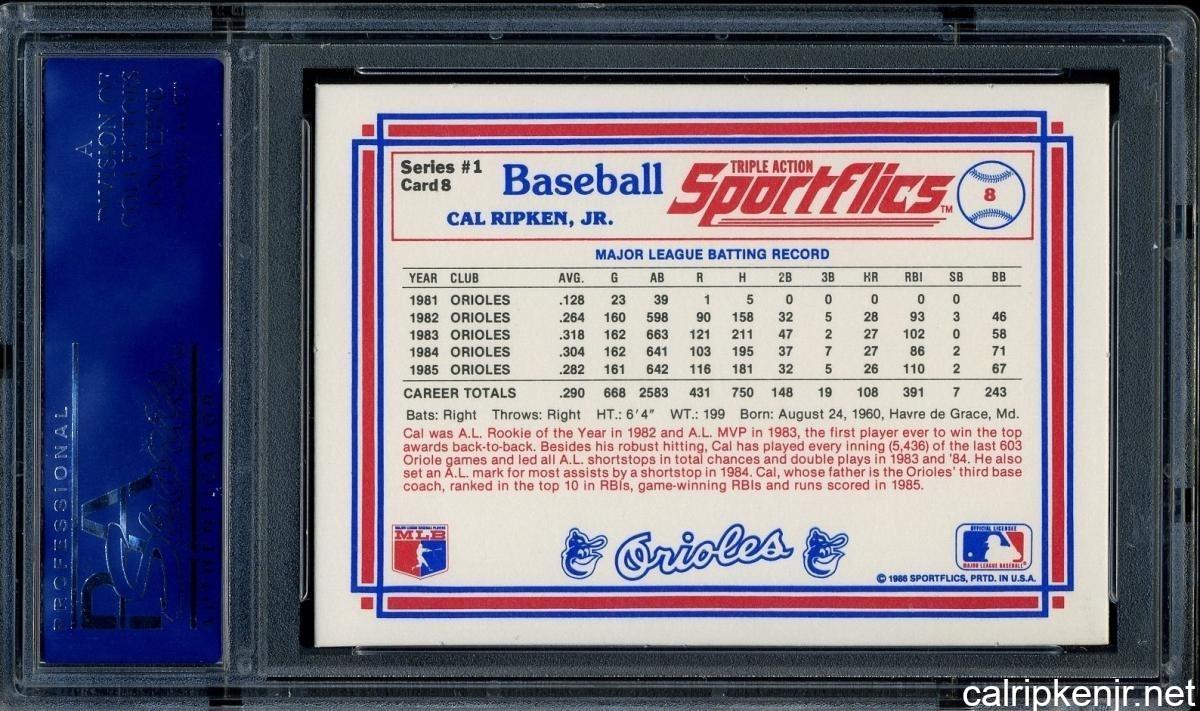 A
DIVISION OF
COLLECTORS
UNIVERSE
PROFESSIONAL
PSA
AUTHENTICATOR
Series #1
Card 8
Baseball
TRIPLE ACTION
Sportflics™
8
CAL RIPKEN, JR.
MAJOR LEAGUE BATTING RECORD
YEAR CLUB AVG. G AB R H 2B 3B HR RBI SB BB
1981 ORIOLES .128 23 39 1 5 0 0 0 0 0
1982 ORIOLES .264 160 598 90 158 32 5 28 93 3 46
1983 ORIOLES .318 162 663 121 211 47 2 27 102 0 58
1984 ORIOLES .304 162 641 103 195 37 7 27 86 2 71
1985 ORIOLES .282 161 642 116 181 32 5 26 110 2 67
CAREER TOTALS .290 668 2583 431 750 148 19 108 391 7 243
Bats: Right Throws: Right HT.: 6'4" WT.: 199 Born: August 24, 1960, Havre de Grace, Md.
Cal was A.L. Rookie of the Year in 1982 and A.L. MVP in 1983, the first player ever to win the top
awards back-to-back. Besides his robust hitting, Cal has played every inning (5,436) of the last 603
Oriole games and led all A.L. shortstops in total chances and double plays in 1983 and '84. He also
set an A.L. mark for most assists by a shortstop in 1984. Cal, whose father is the Orioles' third base
coach, ranked in the top 10 in RBIs, game-winning RBIs and runs scored in 1985.
MAJOR LEAGUE BASEBALL PLAYERS
MLB
Orioles
OFFICIAL LICENSEE
MAJOR LEAGUE BASEBALL®
© 1986 SPORTFLICS, PRTD. IN U.S.A.
calripkenjr.net